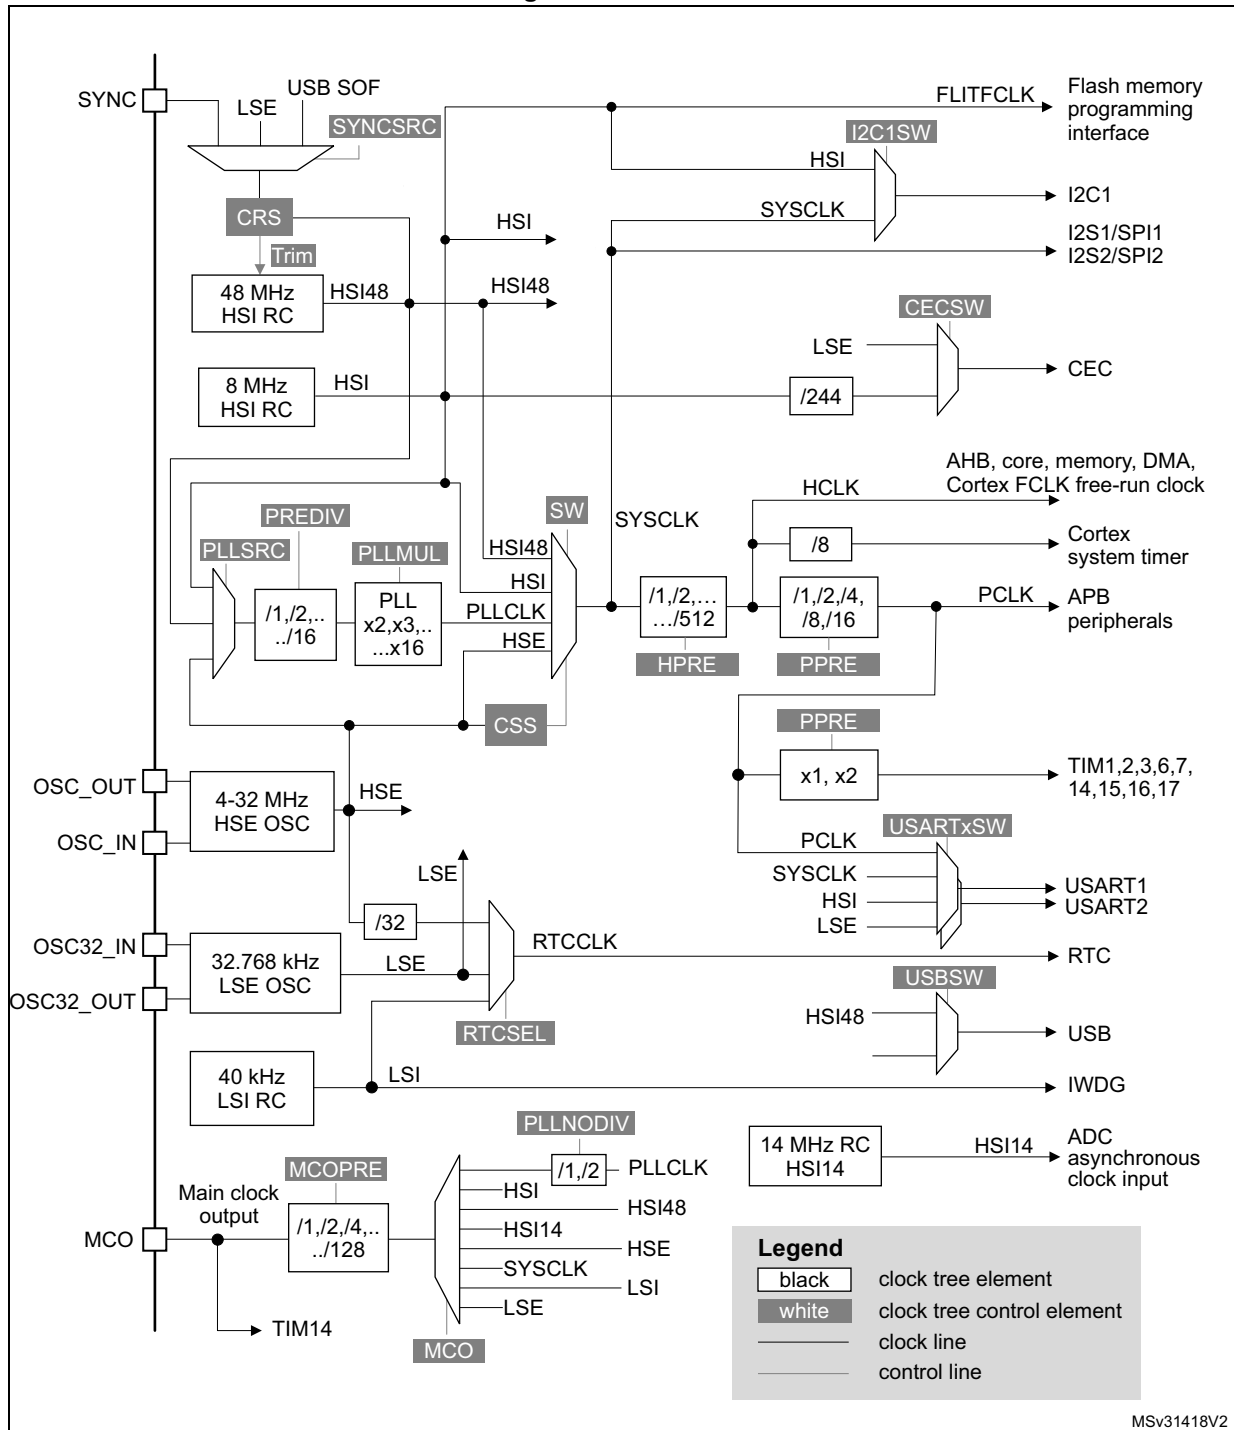 SYNC
LSE
USB SOF
SYNCSRC
CRS
Trim
48 MHz
HSI RC
HSI48
HSI48
HSI
8 MHz
HSI RC
HSI
FLITFCLK
Flash memory
programming
interface
I2C1SW
HSI
SYSCLK
I2C1
I2S1/SPI1
I2S2/SPI2
CECSW
LSE
/244
CEC
AHB, core, memory, DMA,
Cortex FCLK free-run clock
HCLK
/8
Cortex
system timer
SW
SYSCLK
PREDIV
PLLSRC
PLLMUL
/1,/2,..
../16
PLL
x2,x3,..
...x16
HSI48
HSI
PLLCLK
HSE
/1,/2,…
…/512
HPRE
/1,/2,/4,
/8,/16
PPRE
PCLK
APB
peripherals
CSS
PPRE
x1, x2
TIM1,2,3,6,7,
14,15,16,17
OSC_OUT
OSC_IN
4-32 MHz
HSE OSC
HSE
LSE
PCLK
USARTxSW
SYSCLK
HSI
LSE
USART1
USART2
/32
OSC32_IN
OSC32_OUT
32.768 kHz
LSE OSC
LSE
RTCCLK
RTC
RTCSEL
USBSW
HSI48
USB
40 kHz
LSI RC
LSI
IWDG
PLLNODIV
/1,/2
PLLCLK
14 MHz RC
HSI14
HSI14
ADC
asynchronous
clock input
MCOPRE
Main clock
output
MCO
/1,/2,/4,..
../128
HSI
HSI48
HSI14
HSE
SYSCLK
LSI
LSE
MCO
TIM14
Legend
black
clock tree element
white
clock tree control element
clock line
control line
MSv31418V2